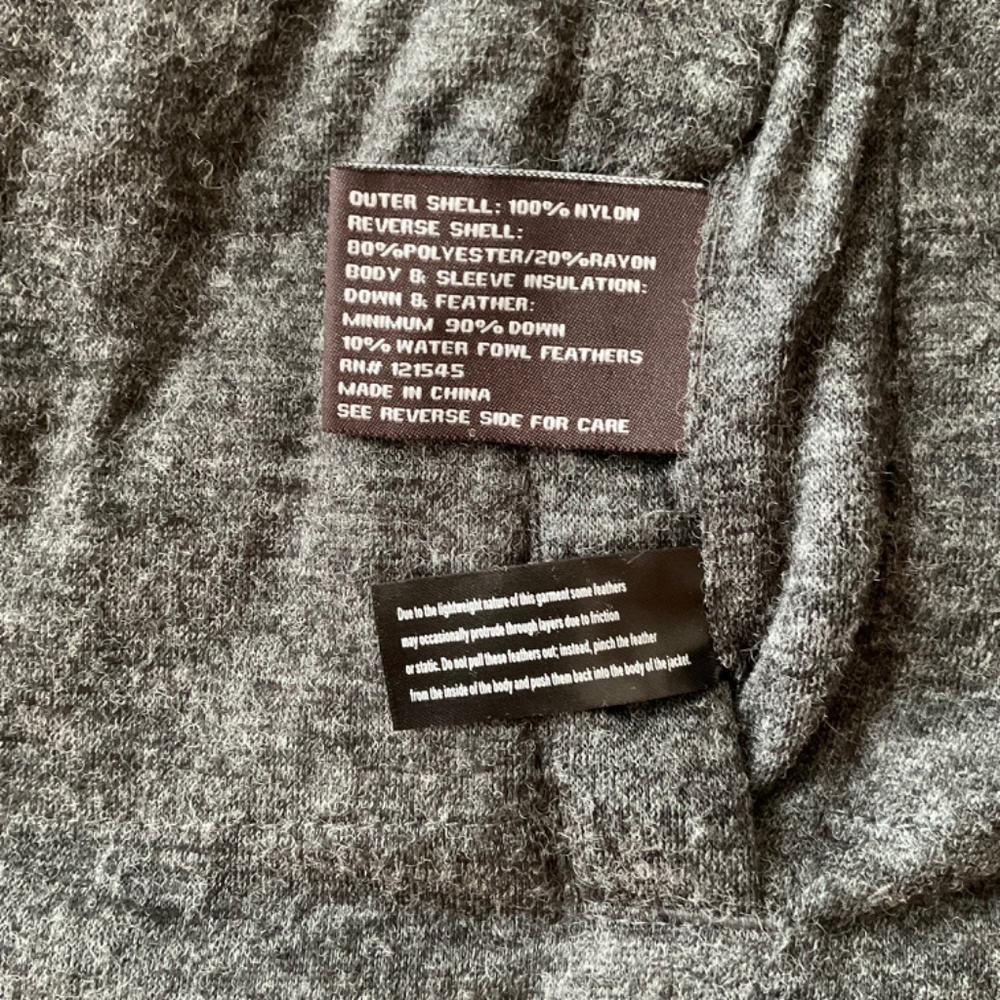 OUTER SHELL: 100% NYLON
REVERSE SHELL:
80%POLYESTER/20%RAYON
BODY & SLEEVE INSULATION:
DOWN & FEATHER:
MINIMUM 90% DOWN
10% WATER FOWL FEATHERS
RN# 121545
MADE IN CHINA
SEE REVERSE SIDE FOR CARE
Due to the lightweight nature of this garment some feathers
may occasionally protrude through layers due to friction
or static. Do not pull these feathers out; instead, pinch the feather
from the inside of the body and push them back into the body of the jacket.